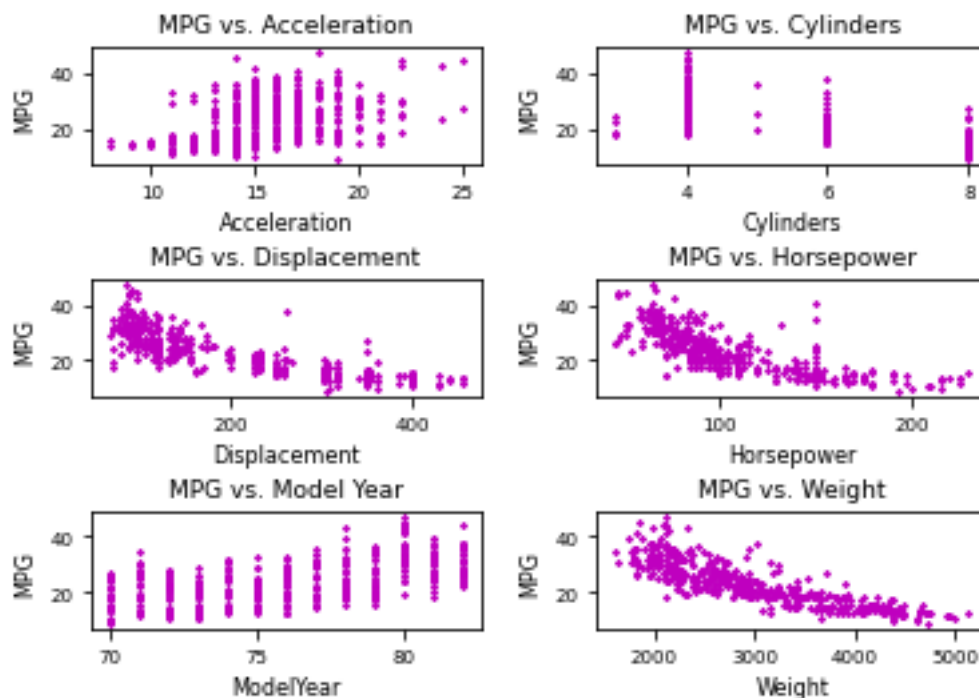 MPG vs. Acceleration
MPG
40
20
10 15 20 25
Acceleration
MPG vs. Cylinders
MPG
40
20
4 6 8
Cylinders
MPG vs. Displacement
MPG
40
20
200 400
Displacement
MPG vs. Horsepower
MPG
40
20
100 200
Horsepower
MPG vs. Model Year
MPG
40
20
70 75 80
ModelYear
MPG vs. Weight
MPG
40
20
2000 3000 4000 5000
Weight